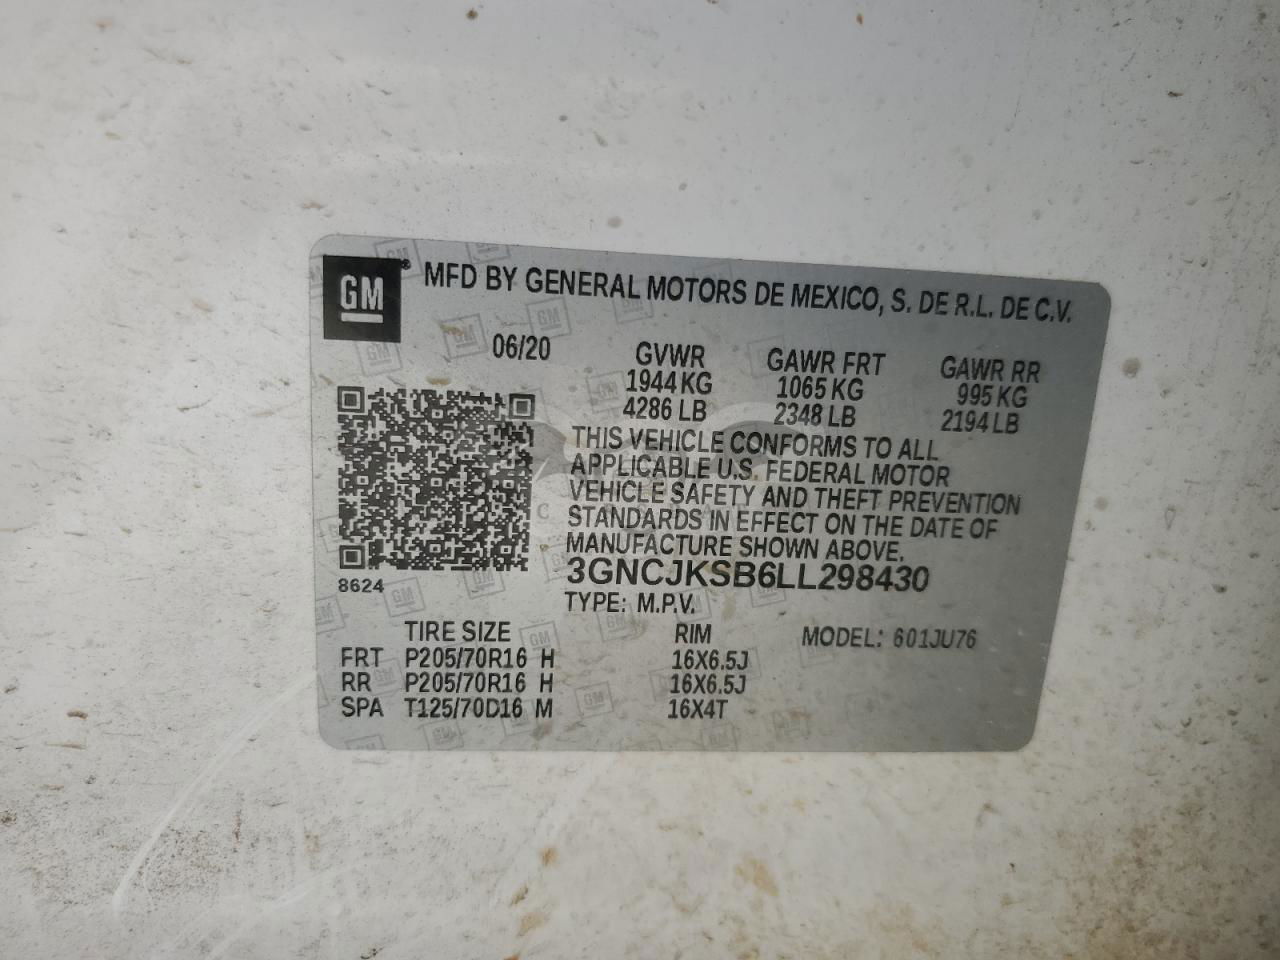 GM® MFD BY GENERAL MOTORS DE MEXICO, S. DE R.L. DE C.V.
06/20 GVWR GAWR FRT GAWR RR
1944 KG 1065 KG 995 KG
4286 LB 2348 LB 2194 LB
THIS VEHICLE CONFORMS TO ALL
APPLICABLE U.S. FEDERAL MOTOR
VEHICLE SAFETY AND THEFT PREVENTION
STANDARDS IN EFFECT ON THE DATE OF
MANUFACTURE SHOWN ABOVE.
8624 3GNCJKSB6LL298430
TYPE: M.P.V.
TIRE SIZE RIM MODEL: 601JU76
FRT P205/70R16 H 16X6.5J
RR P205/70R16 H 16X6.5J
SPA T125/70D16 M 16X4T